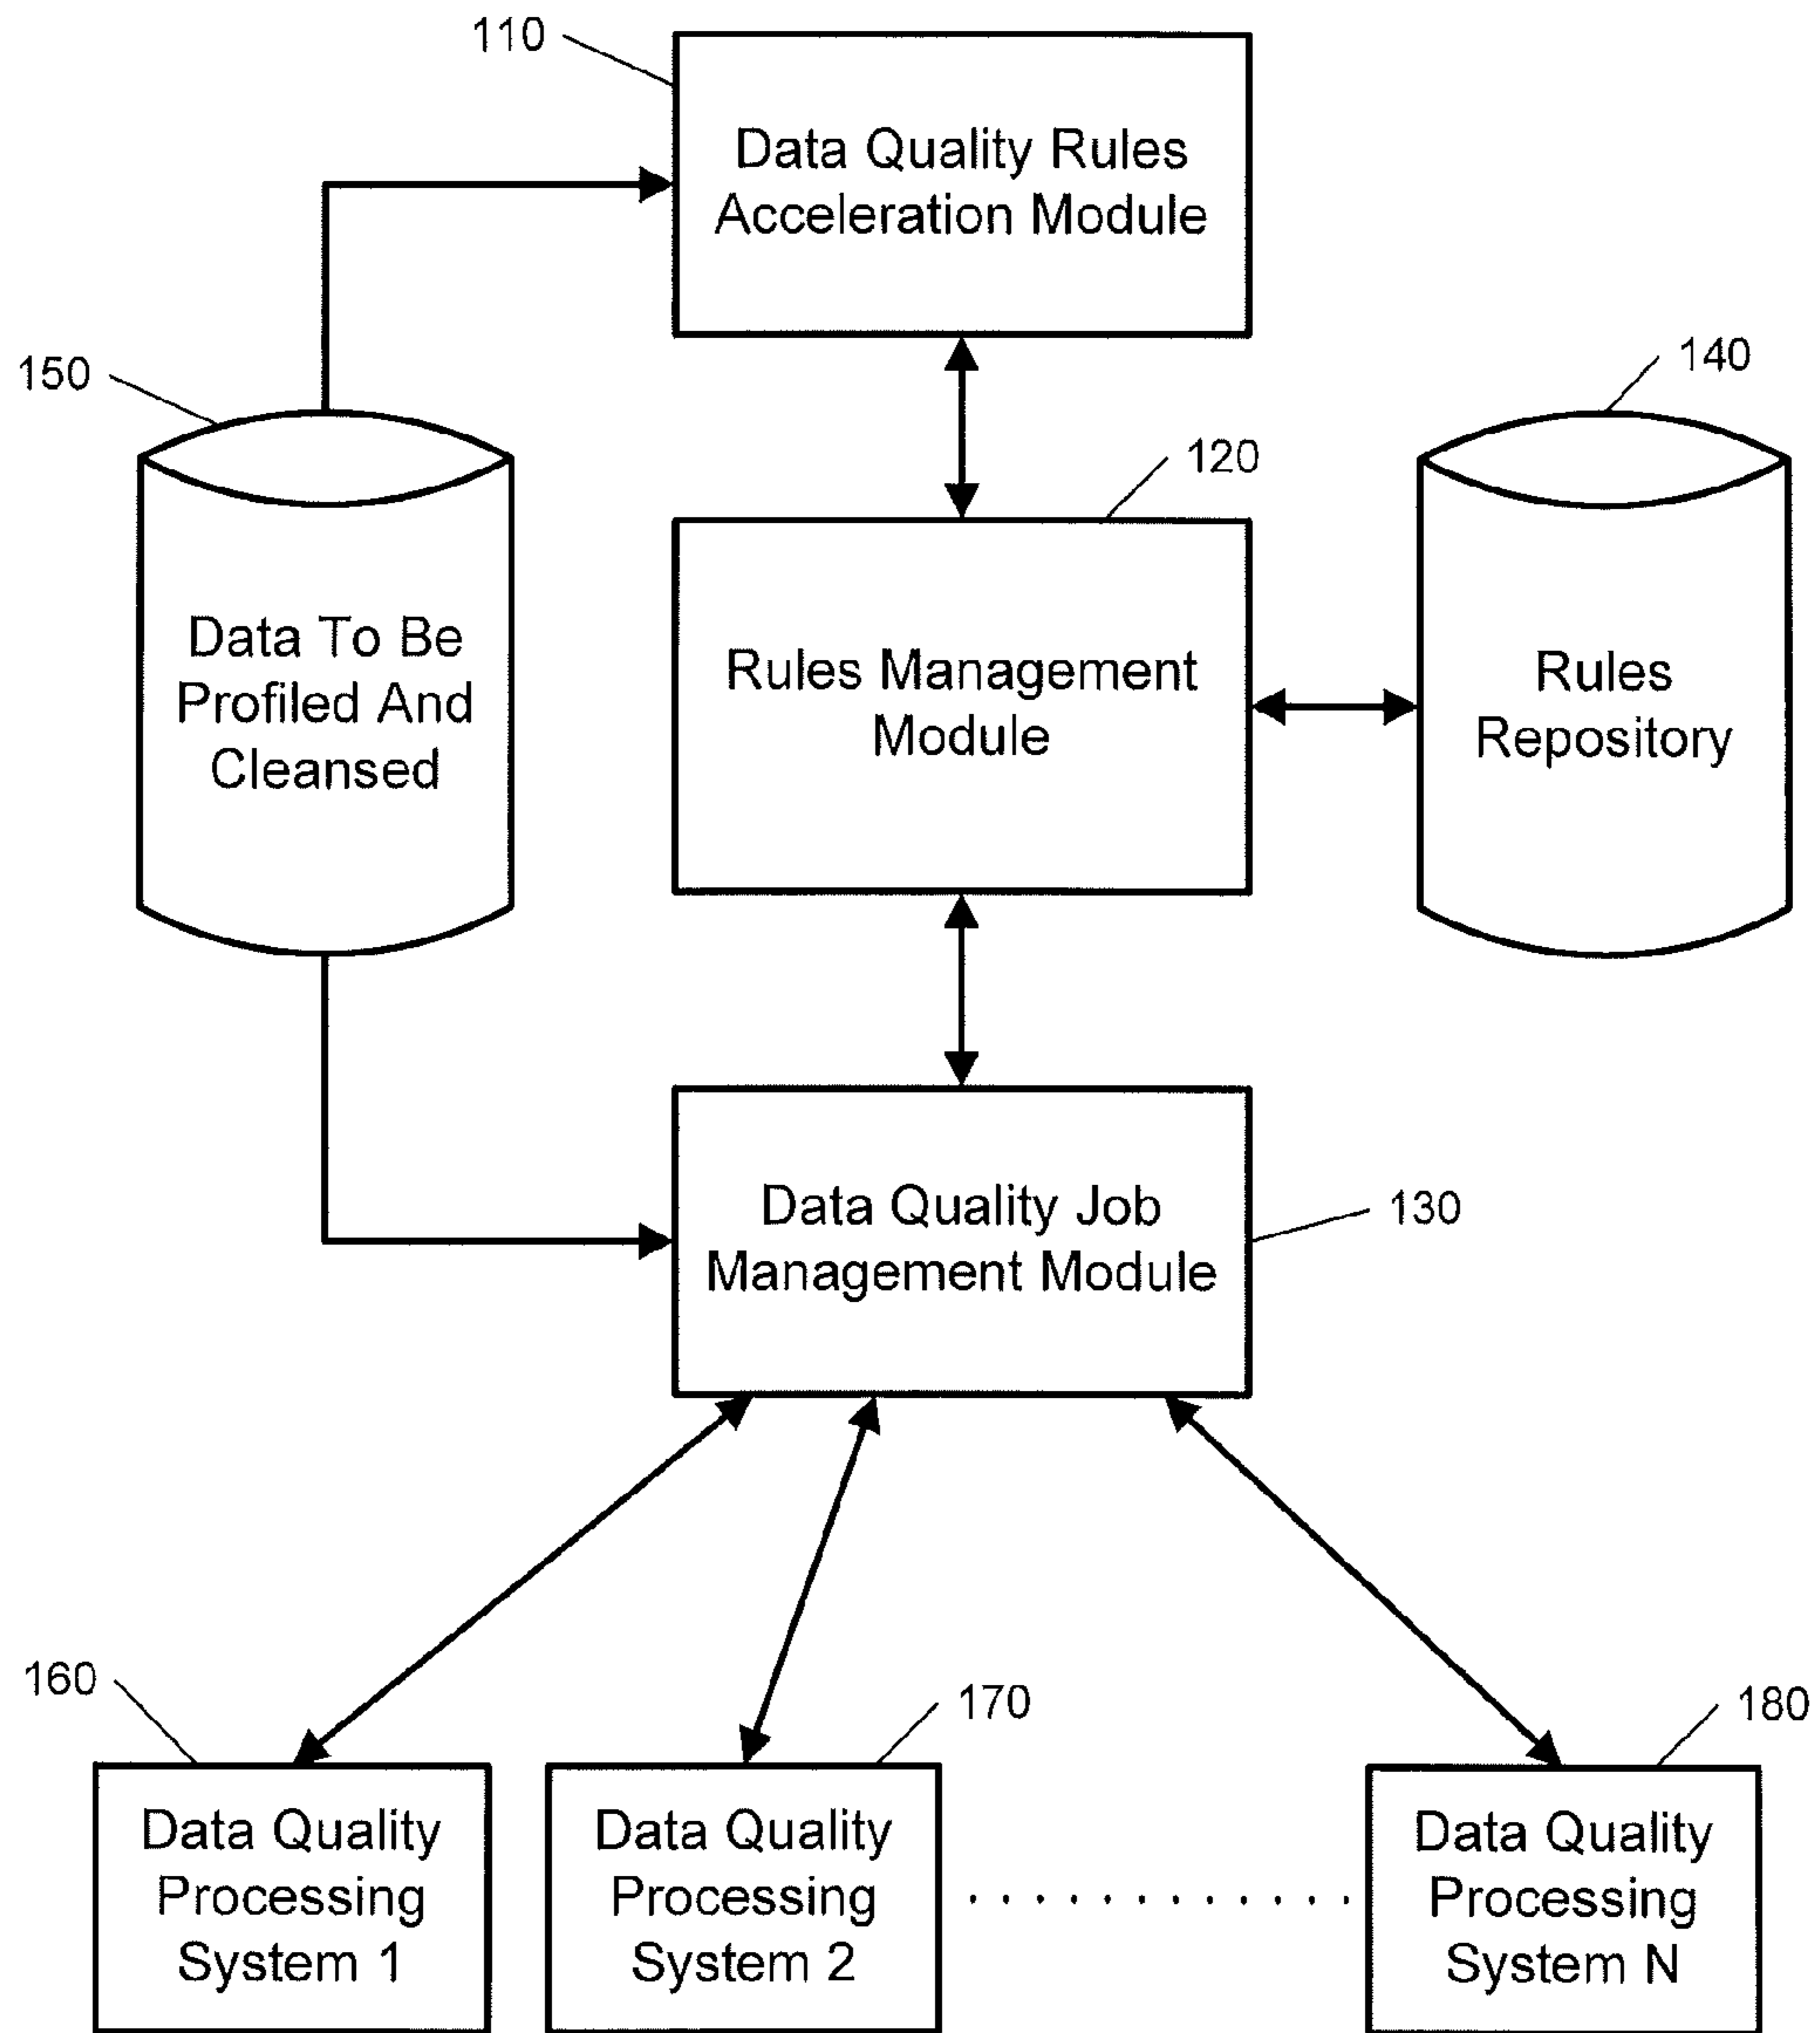 110
Data Quality Rules
Acceleration Module
150
140
120
Data To Be
Profiled And
Cleansed
Rules Management
Module
Rules
Repository
Data Quality Job
Management Module
130
160
170
180
Data Quality
Processing
System 1
Data Quality
Processing
System 2
Data Quality
Processing
System N